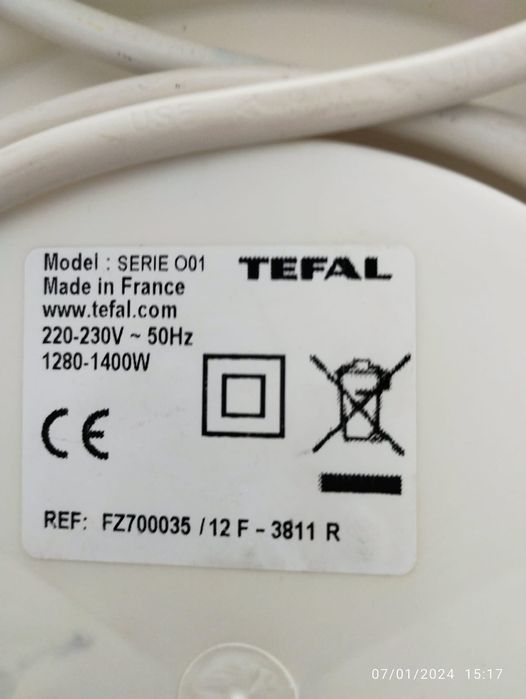 Model : SERIE O01
TEFAL
Made in France
www.tefal.com
220-230V ~ 50Hz
1280-1400W
CE
REF: FZ700035 /12 F - 3811 R
07/01/2024 15:17